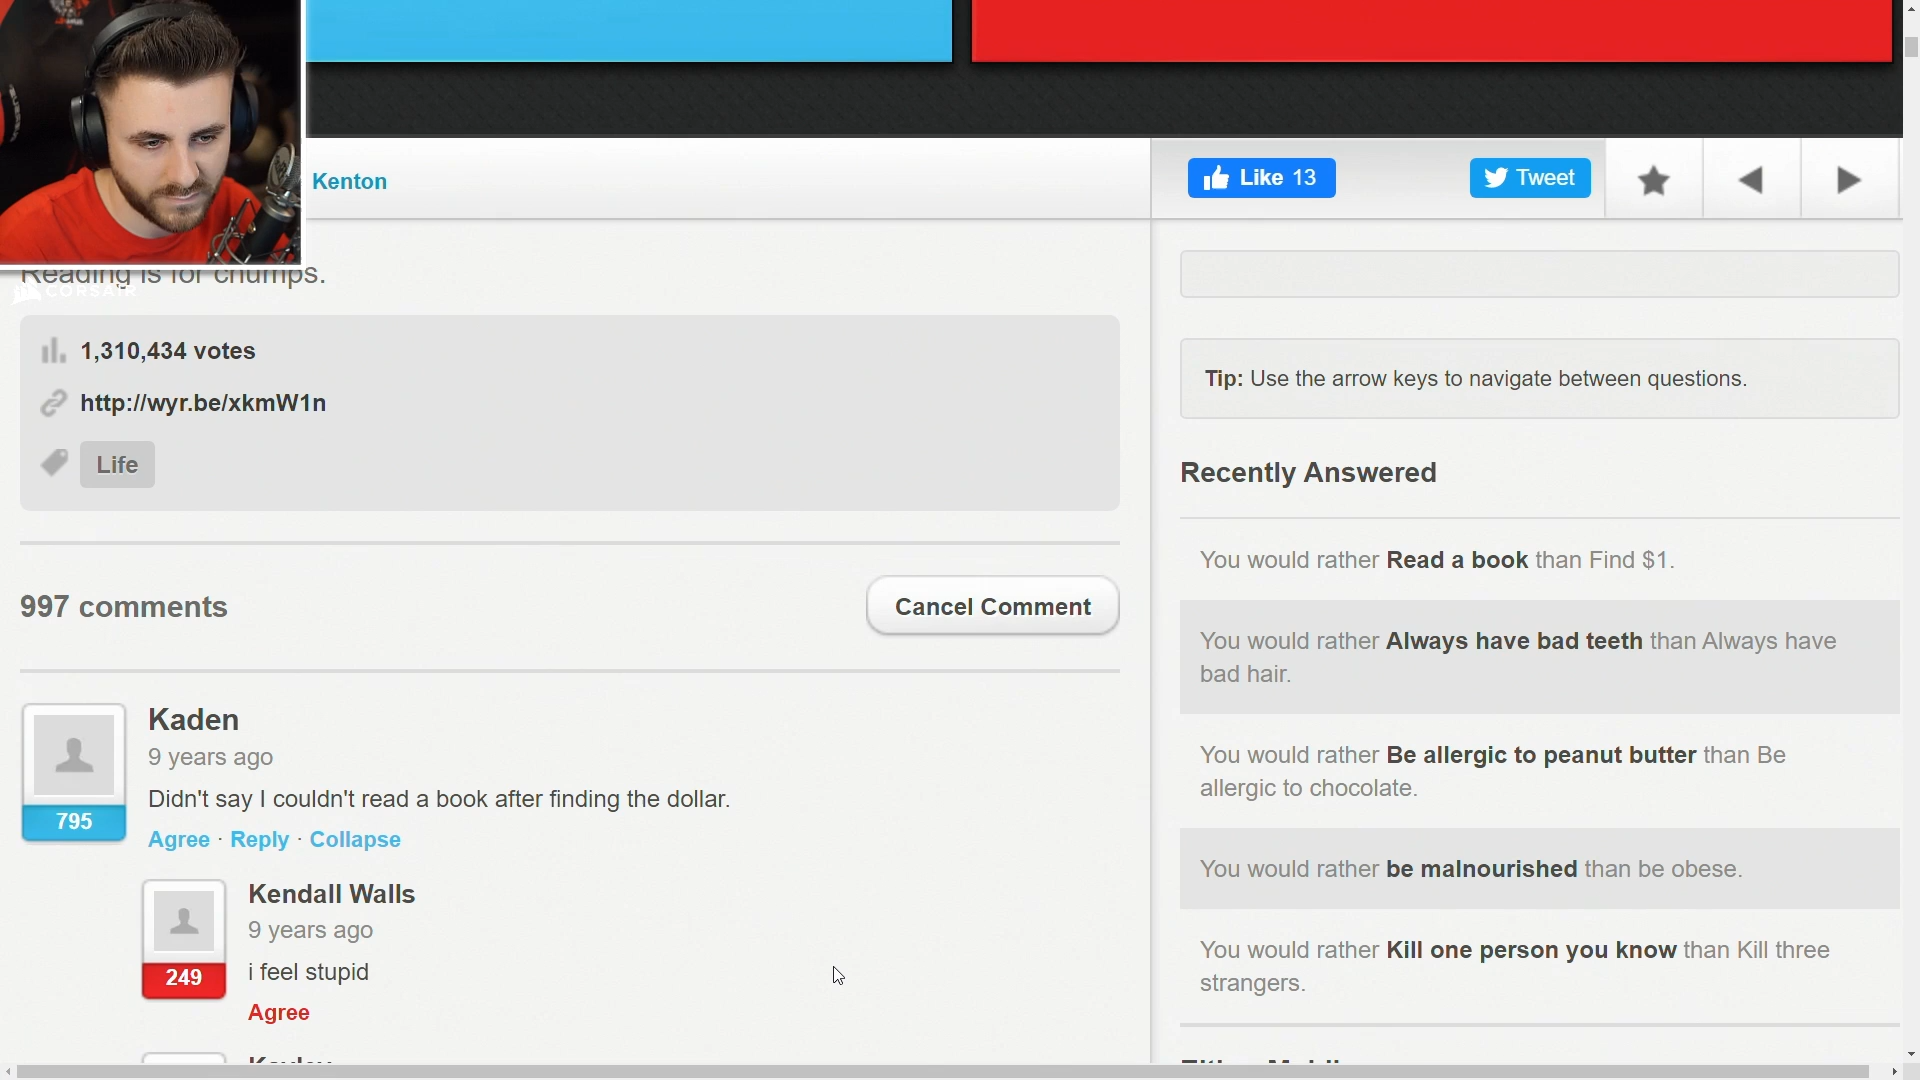 Kenton
Like 13
Tweet
Reading is for chumps.
CORSAIR
1,310,434 votes
http://wyr.be/xkmW1n
Life
Tip: Use the arrow keys to navigate between questions.
Recently Answered
You would rather Read a book than Find $1.
You would rather Always have bad teeth than Always have
bad hair.
You would rather Be allergic to peanut butter than Be
allergic to chocolate.
You would rather be malnourished than be obese.
You would rather Kill one person you know than Kill three
strangers.
997 comments
Cancel Comment
Kaden
9 years ago
Didn't say I couldn't read a book after finding the dollar.
795
Agree · Reply · Collapse
Kendall Walls
9 years ago
i feel stupid
249
Agree